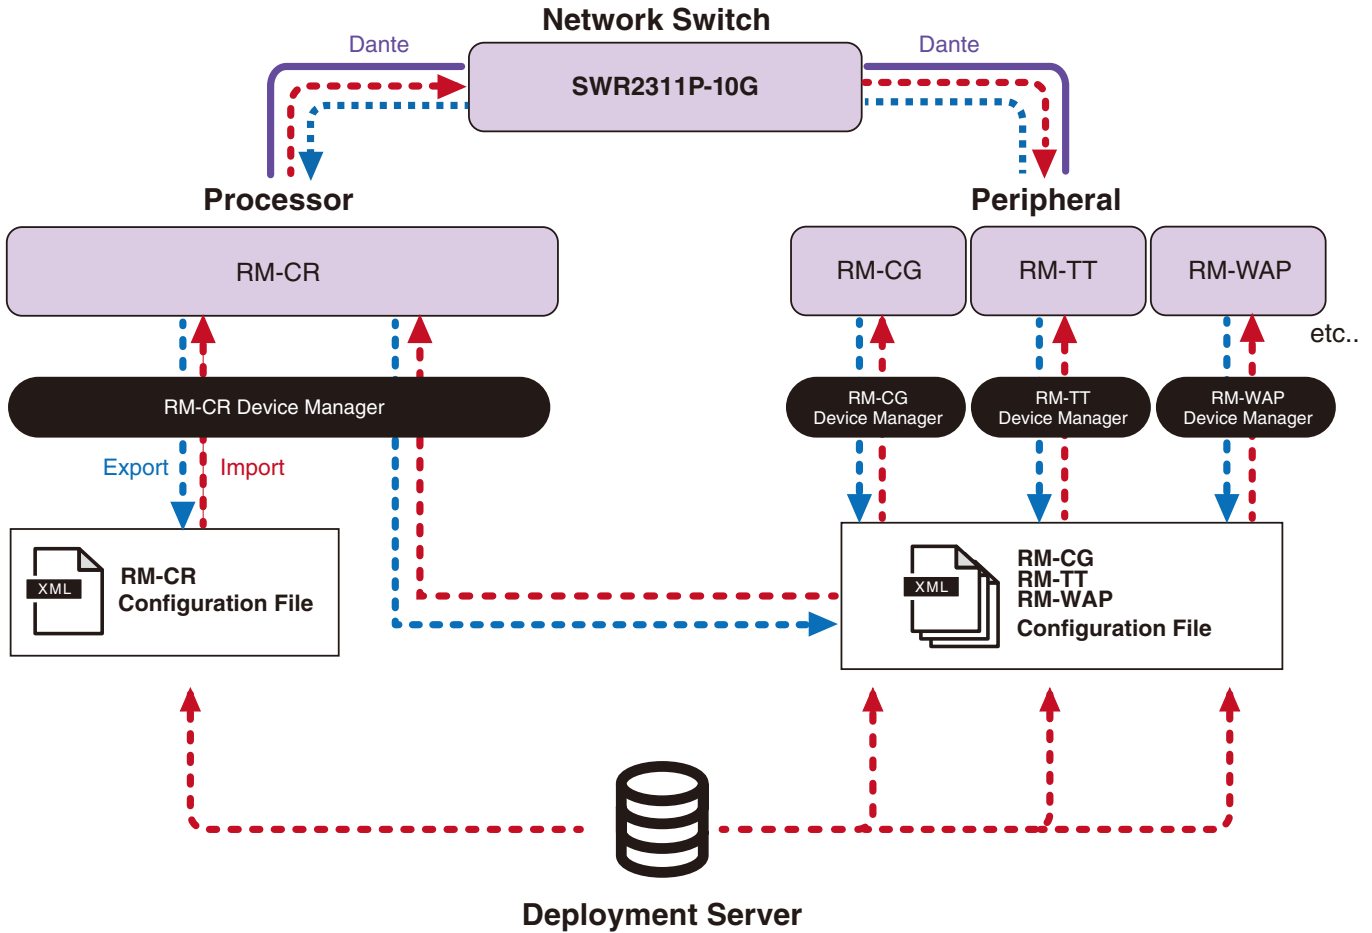 Network Switch
Dante
Dante
SWR2311P-10G
Processor
Peripheral
RM-CR
RM-CG
RM-TT
RM-WAP
etc..
RM-CR Device Manager
RM-CG
Device Manager
RM-TT
Device Manager
RM-WAP
Device Manager
Export
Import
XML
RM-CR
Configuration File
XML
RM-CG
RM-TT
RM-WAP
Configuration File
Deployment Server